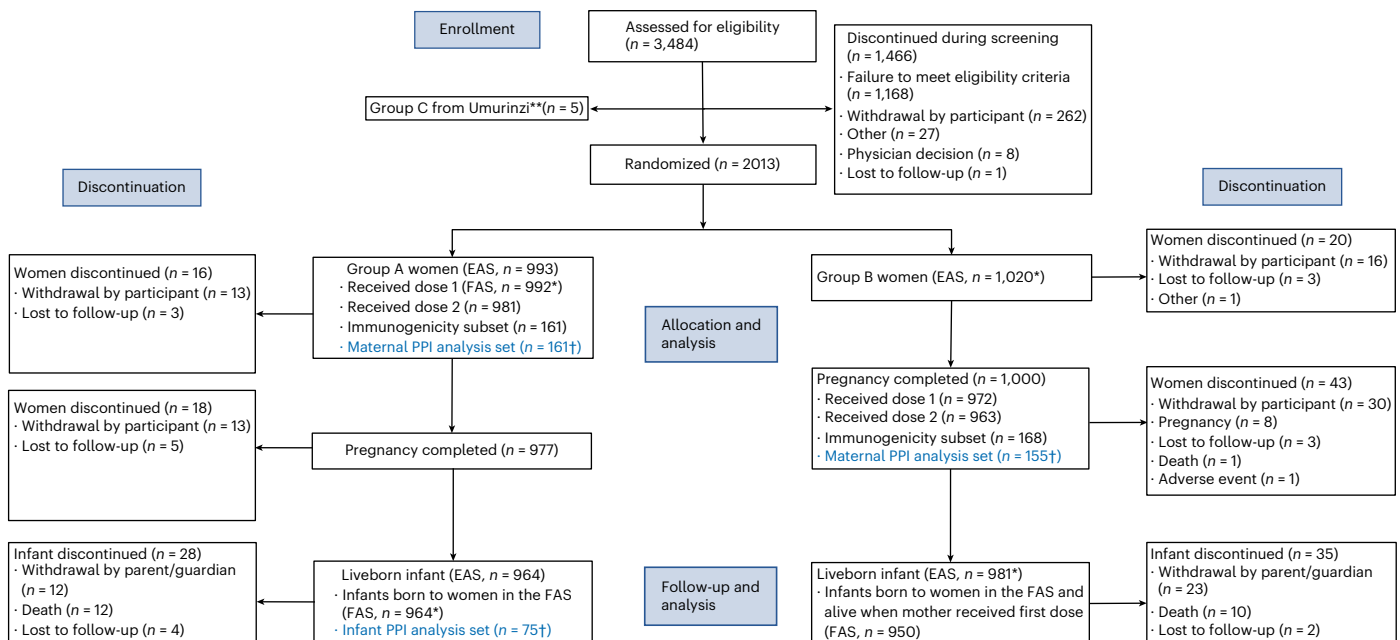 Enrollment
Assessed for eligibility
(n = 3,484)
Discontinued during screening
(n = 1,466)
· Failure to meet eligibility criteria
(n = 1,168)
· Withdrawal by participant (n = 262)
· Other (n = 27)
· Physician decision (n = 8)
· Lost to follow-up (n = 1)
Group C from Umurinzi**(n = 5)
Randomized (n = 2013)
Discontinuation
Discontinuation
Women discontinued (n = 16)
· Withdrawal by participant (n = 13)
· Lost to follow-up (n = 3)
Group A women (EAS, n = 993)
· Received dose 1 (FAS, n = 992*)
· Received dose 2 (n = 981)
· Immunogenicity subset (n = 161)
· Maternal PPI analysis set (n = 161†)
Allocation and
analysis
Group B women (EAS, n = 1,020*)
Women discontinued (n = 20)
· Withdrawal by participant (n = 16)
· Lost to follow-up (n = 3)
· Other (n = 1)
Women discontinued (n = 18)
· Withdrawal by participant (n = 13)
· Lost to follow-up (n = 5)
Pregnancy completed (n = 977)
Pregnancy completed (n = 1,000)
· Received dose 1 (n = 972)
· Received dose 2 (n = 963)
· Immunogenicity subset (n = 168)
· Maternal PPI analysis set (n = 155†)
Women discontinued (n = 43)
· Withdrawal by participant (n = 30)
· Pregnancy (n = 8)
· Lost to follow-up (n = 3)
· Death (n = 1)
· Adverse event (n = 1)
Infant discontinued (n = 28)
· Withdrawal by parent/guardian
(n = 12)
· Death (n = 12)
· Lost to follow-up (n = 4)
Liveborn infant (EAS, n = 964)
· Infants born to women in the FAS
(FAS, n = 964*)
· Infant PPI analysis set (n = 75†)
Follow-up and
analysis
Liveborn infant (EAS, n = 981*)
· Infants born to women in the FAS and
alive when mother received first dose
(FAS, n = 950)
Infant discontinued (n = 35)
· Withdrawal by parent/guardian
(n = 23)
· Death (n = 10)
· Lost to follow-up (n = 2)